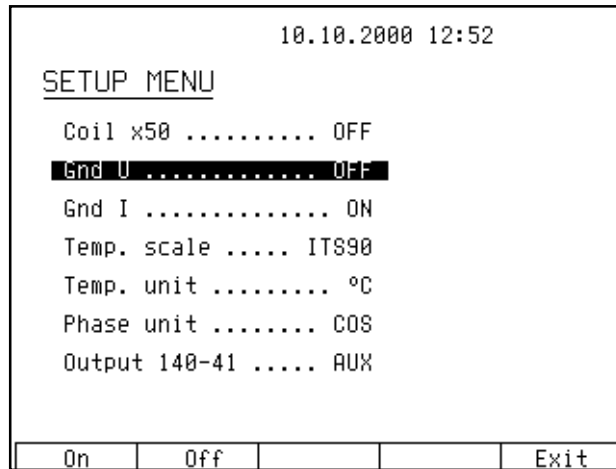 10.10.2000 12:52
SETUP MENU
Coil x50 .......... OFF
Gnd U .............. OFF
Gnd I .............. ON
Temp. scale ..... ITS90
Temp. unit ......... ºC
Phase unit ........ COS
Output 140-41 ..... AUX
On Off Exit